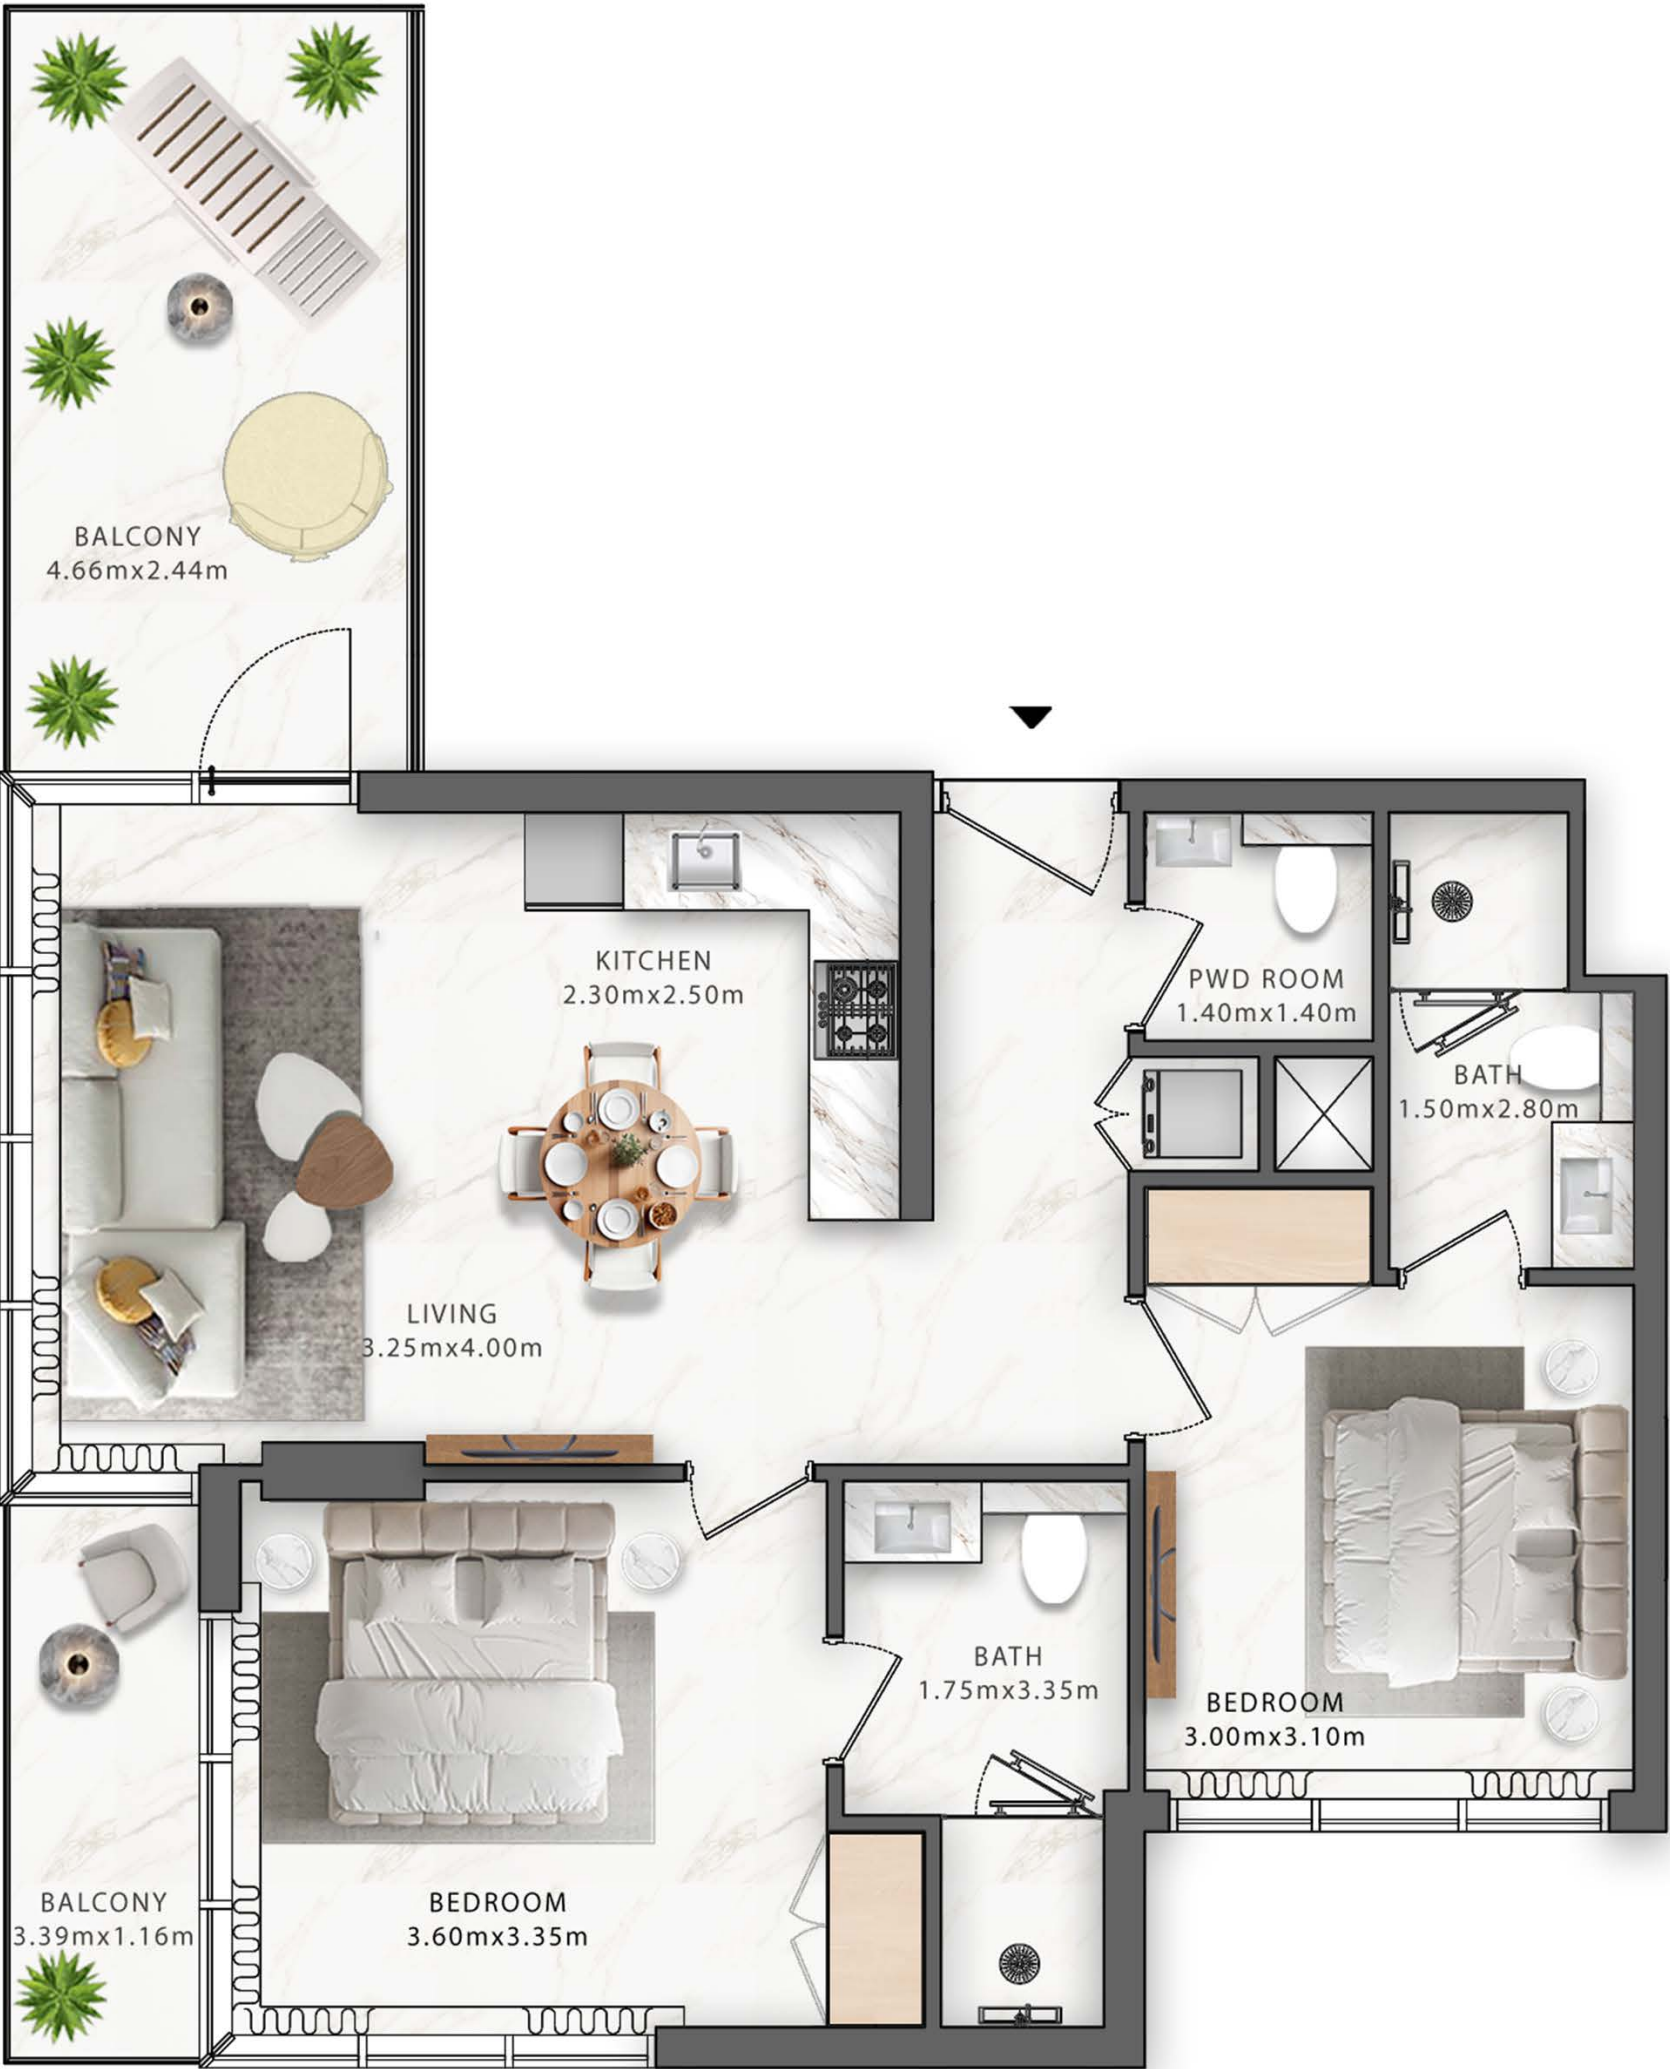 BALCONY
4.66mx2.44m
KITCHEN
2.30mx2.50m
PWD ROOM
1.40mx1.40m
BATH
1.50mx2.80m
LIVING
3.25mx4.00m
BATH
1.75mx3.35m
BEDROOM
3.00mx3.10m
BALCONY
3.39mx1.16m
BEDROOM
3.60mx3.35m